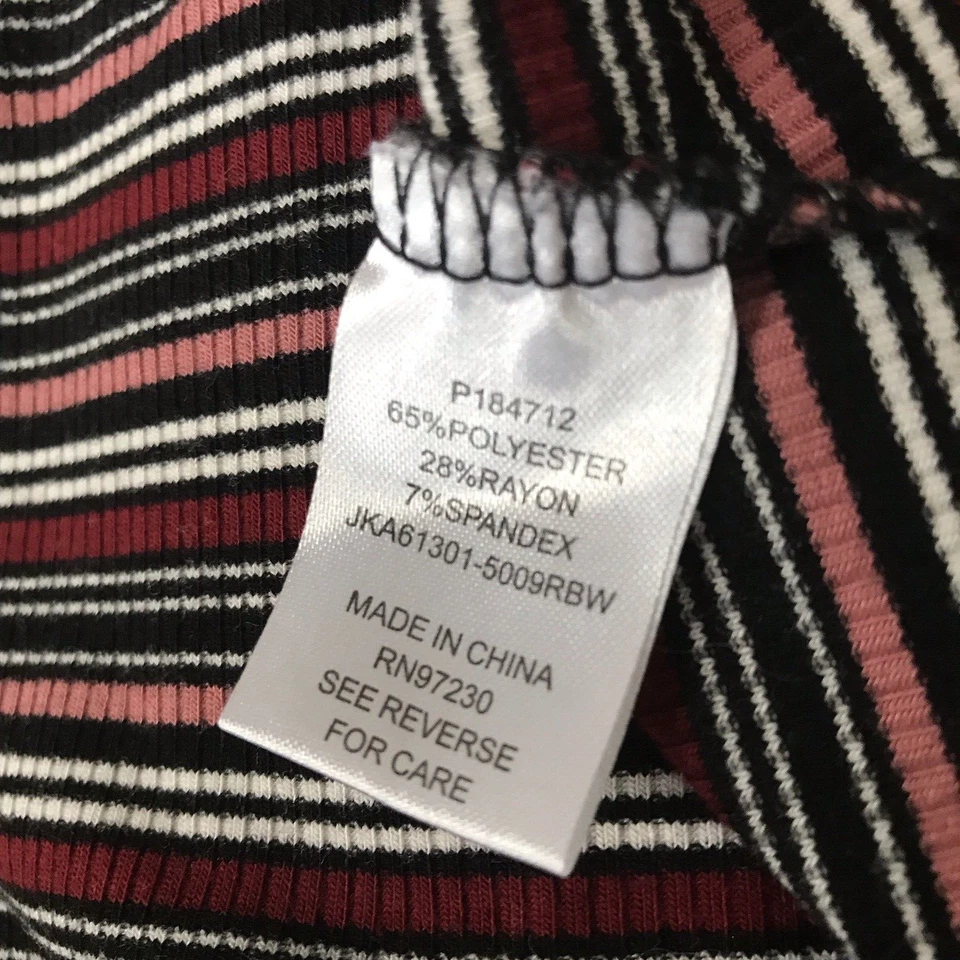 P184712
65%POLYESTER
28%RAYON
7%SPANDEX
JKA61301-5009RBW
MADE IN CHINA
RN97230
SEE REVERSE
FOR CARE